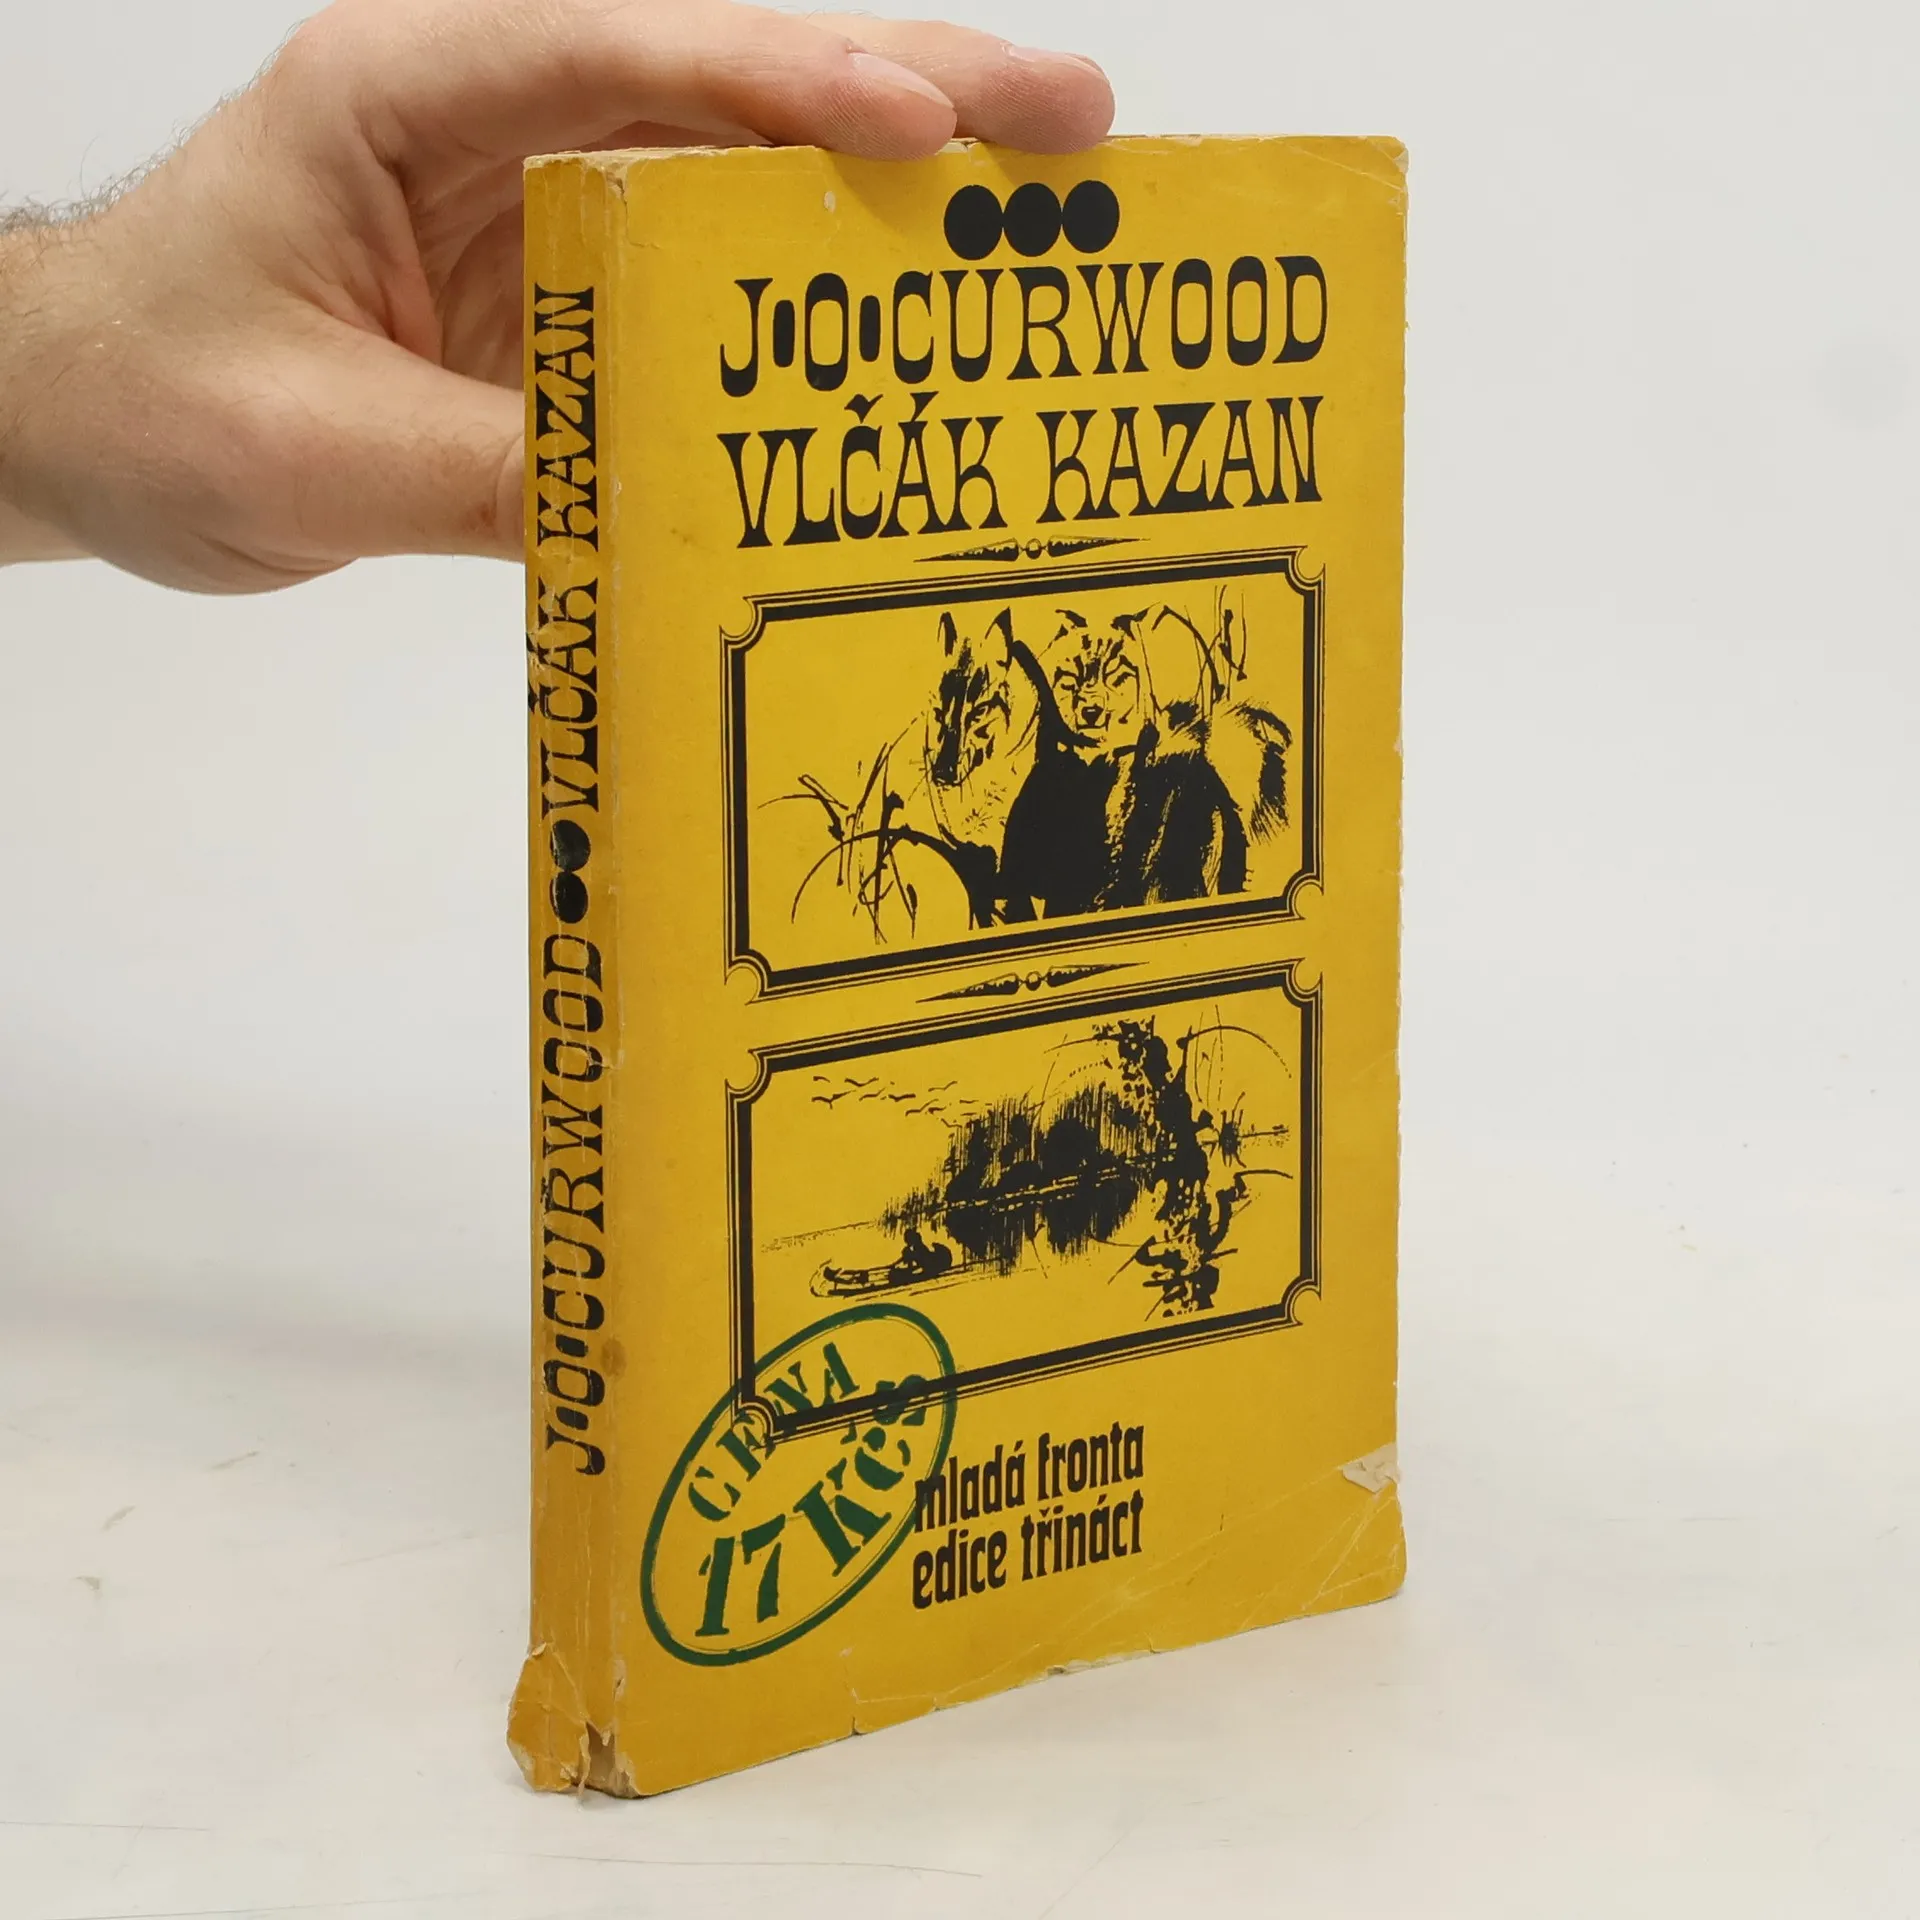 J·O·CURWOOD
VLČÁK KAZAN
J·O·CURWOOD●●VLČÁK KAZAN
CENA
17 KčS
mladá fronta
edice třináct